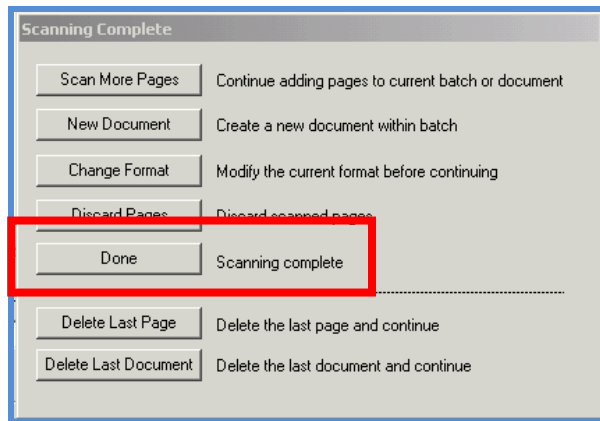 Scanning Complete
Scan More Pages Continue adding pages to current batch or document
New Document Create a new document within batch
Change Format Modify the current format before continuing
Discard Pages Discard scanned pages
Done Scanning complete
Delete Last Page Delete the last page and continue
Delete Last Document Delete the last document and continue